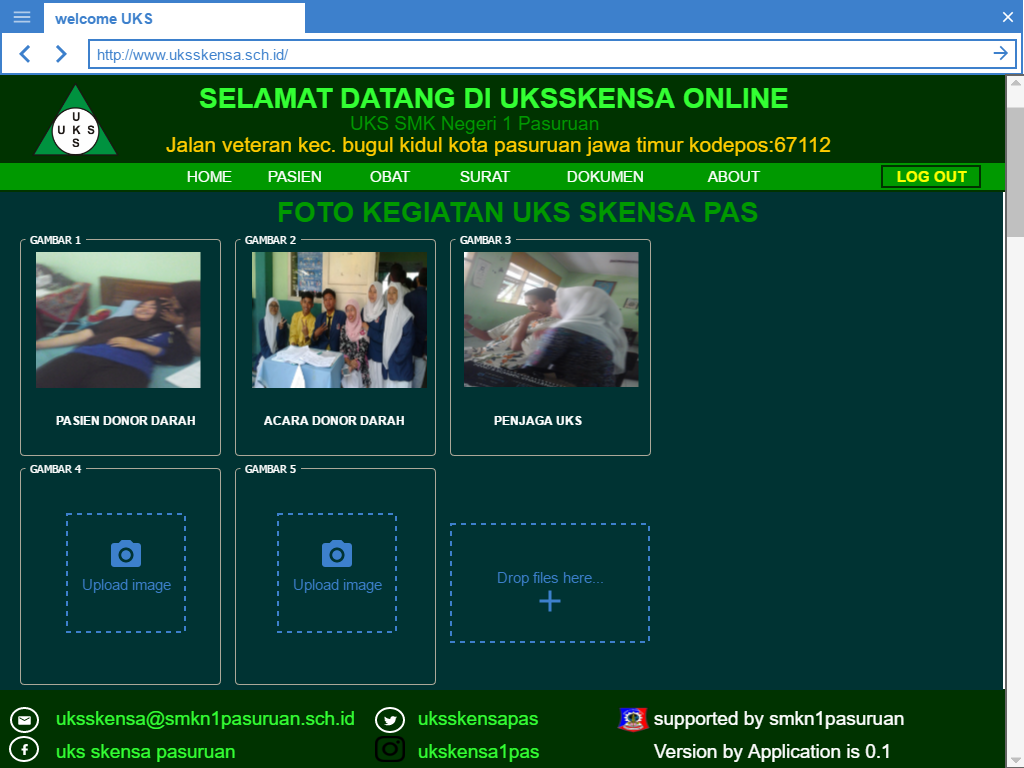 welcome UKS
http://www.uksskensa.sch.id/
U
U K S
S
SELAMAT DATANG DI UKSSKENSA ONLINE
UKS SMK Negeri 1 Pasuruan
Jalan veteran kec. bugul kidul kota pasuruan jawa timur kodepos:67112
HOME PASIEN OBAT SURAT DOKUMEN ABOUT LOG OUT
FOTO KEGIATAN UKS SKENSA PAS
GAMBAR 1 GAMBAR 2 GAMBAR 3
PASIEN DONOR DARAH ACARA DONOR DARAH PENJAGA UKS
GAMBAR 4 GAMBAR 5
Upload image Upload image Drop files here...
uksskensa@smkn1pasuruan.sch.id uksskensapas supported by smkn1pasuruan
uks skensa pasuruan ukskensa1pas Version by Application is 0.1